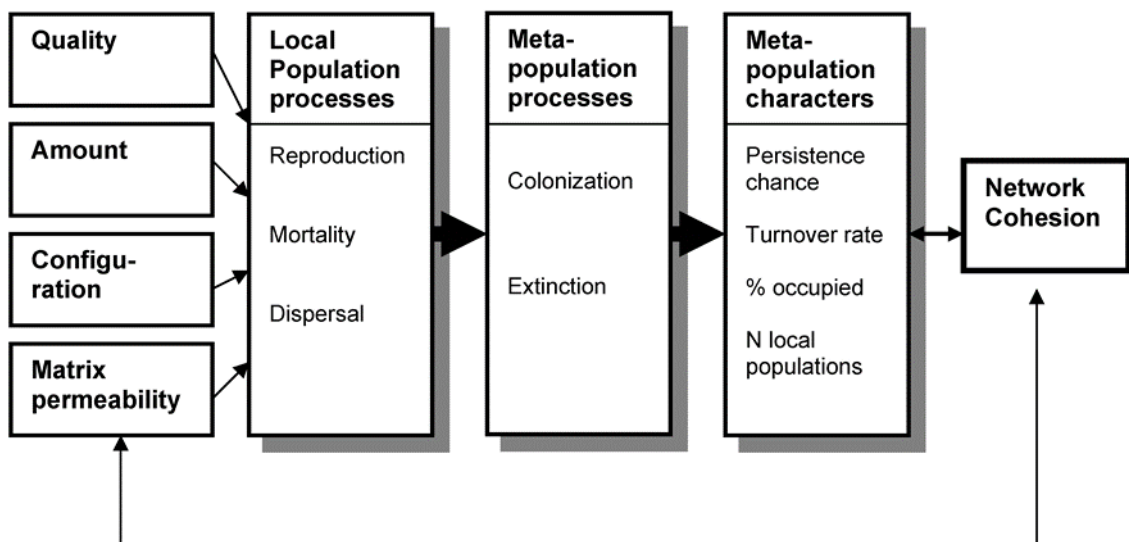 Quality
Amount
Configu-
ration
Matrix
permeability
Local
Population
processes
Reproduction
Mortality
Dispersal
Meta-
population
processes
Colonization
Extinction
Meta-
population
characters
Persistence
chance
Turnover rate
% occupied
N local
populations
Network
Cohesion